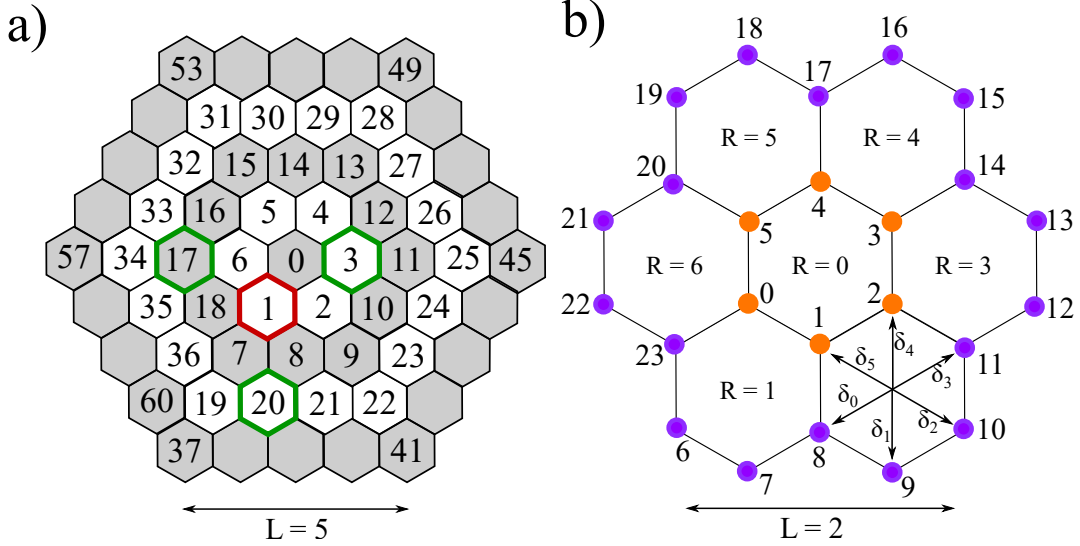 a)
53 49
31 30 29 28
32 15 14 13 27
33 16 5 4 12 26
57 34 17 6 0 3 11 25 45
35 18 1 2 10 24
36 7 8 9 23
60 19 20 21 22
37 41
L = 5
b)
18 16
17
19 15
R = 5 R = 4
20 14
4
21 5 3 13
R = 6 R = 0 R = 3
22 0 2 12
1 δ4
23 δ5 δ3 11
R = 1 δ0 δ2
δ1
6 8 10
7 9
L = 2